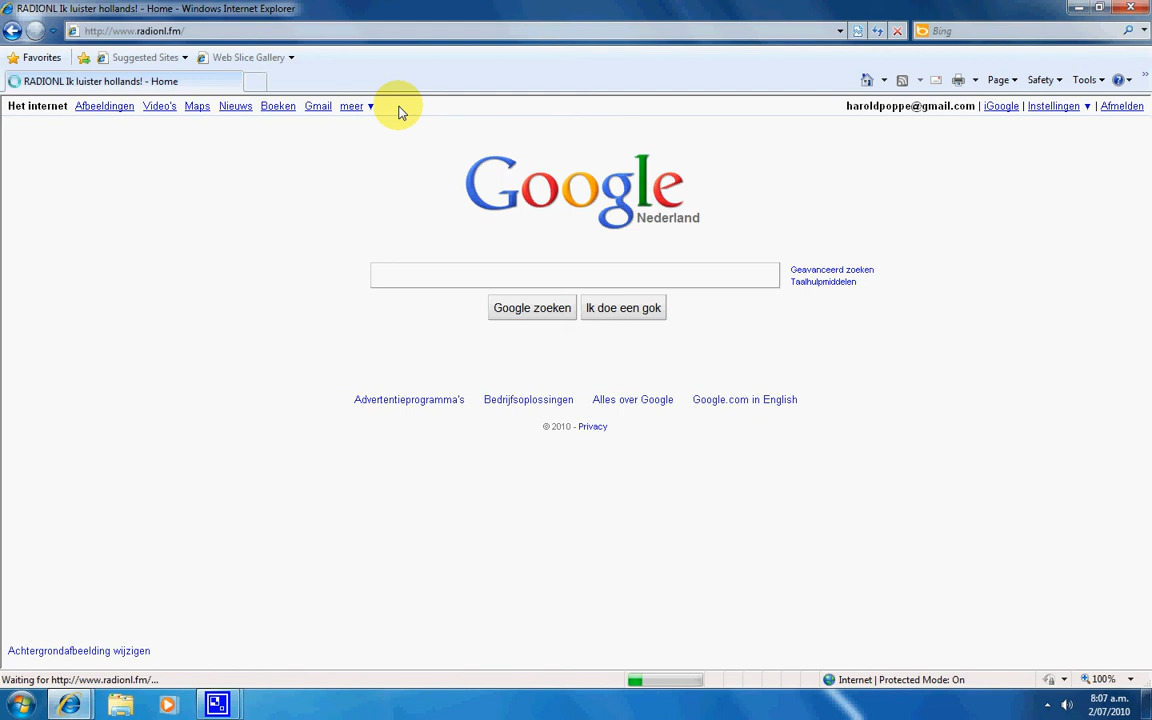 RADIONL Ik luister hollands! - Home - Windows Internet Explorer
http://www.radionl.fm/
Bing
Favorites Suggested Sites Web Slice Gallery
RADIONL Ik luister hollands! - Home
Page Safety Tools
Het internet Afbeeldingen Video's Maps Nieuws Boeken Gmail meer ▼
haroldpoppe@gmail.com | iGoogle | Instellingen ▼ | Afmelden
Google
Nederland
Geavanceerd zoeken
Taalhulpmiddelen
Google zoeken Ik doe een gok
Advertentieprogramma's Bedrijfsoplossingen Alles over Google Google.com in English
© 2010 - Privacy
Achtergrondafbeelding wijzigen
Waiting for http://www.radionl.fm/... Internet | Protected Mode: On 100%
8:07 a.m.
2/07/2010